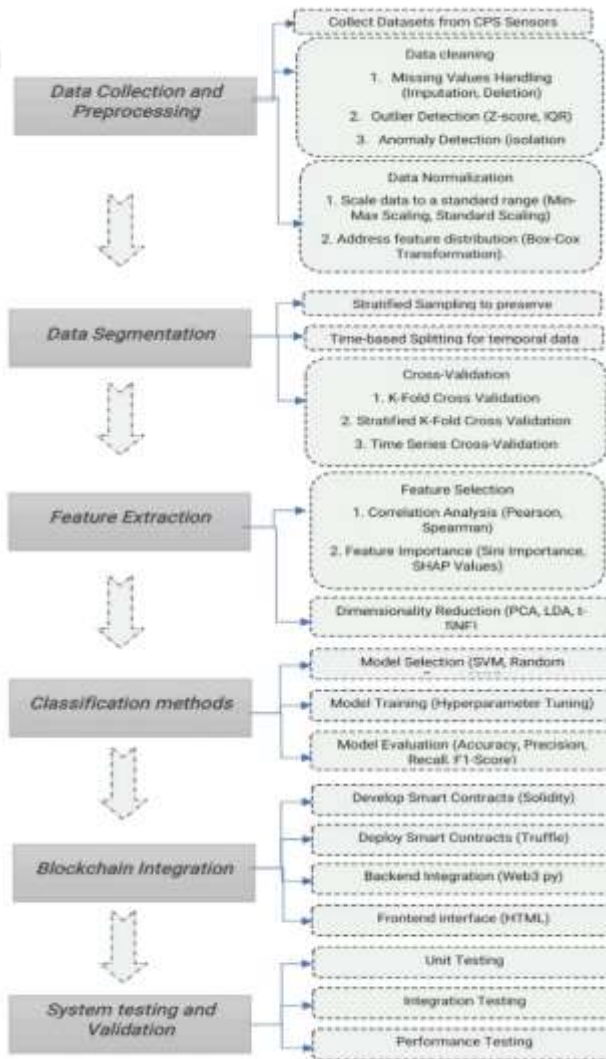 Collect Datasets from CPS Sensors
Data Collection and
Preprocessing
Data cleaning
1. Missing Values Handling
(Imputation, Deletion)
2. Outlier Detection (Z-score, IQR)
3. Anomaly Detection (isolation
Data Normalization
1. Scale data to a standard range (Min-
Max Scaling, Standard Scaling)
2. Address feature distribution (Box-Cox
Transformation).
Data Segmentation
Stratified Sampling to preserve
Time-based Splitting for temporal data
Cross-Validation
1. K-Fold Cross Validation
2. Stratified K-Fold Cross Validation
3. Time Series Cross-Validation
Feature Extraction
Feature Selection
1. Correlation Analysis (Pearson,
Spearman)
2. Feature Importance (Sini Importance,
SHAP Values)
Dimensionality Reduction (PCA, LDA, t-
SNE)
Classification methods
Model Selection (SVM, Random
Model Training (Hyperparameter Tuning)
Model Evaluation (Accuracy, Precision,
Recall, F1-Score)
Blockchain Integration
Develop Smart Contracts (Solidity)
Deploy Smart Contracts (Truffle)
Backend Integration (Web3 py)
Frontend interface (HTML)
System testing and
Validation
Unit Testing
Integration Testing
Performance Testing